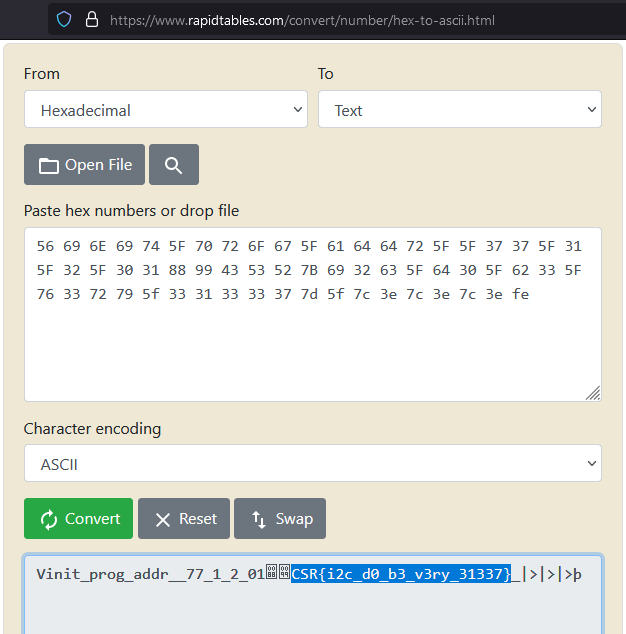 https://www.rapidtables.com/convert/number/hex-to-ascii.html
From To
Hexadecimal Text
Open File
Paste hex numbers or drop file
56 69 6E 69 74 5F 70 72 6F 67 5F 61 64 64 72 5F 5F 37 37 5F 31
5F 32 5F 30 31 88 99 43 53 52 7B 69 32 63 5F 64 30 5F 62 33 5F
76 33 72 79 5f 33 31 33 33 37 7d 5f 7c 3e 7c 3e 7c 3e fe
Character encoding
ASCII
Convert Reset Swap
Vinit_prog_addr__77_1_2_01CSR{i2c_d0_b3_v3ry_31337}_|>|>|>þ